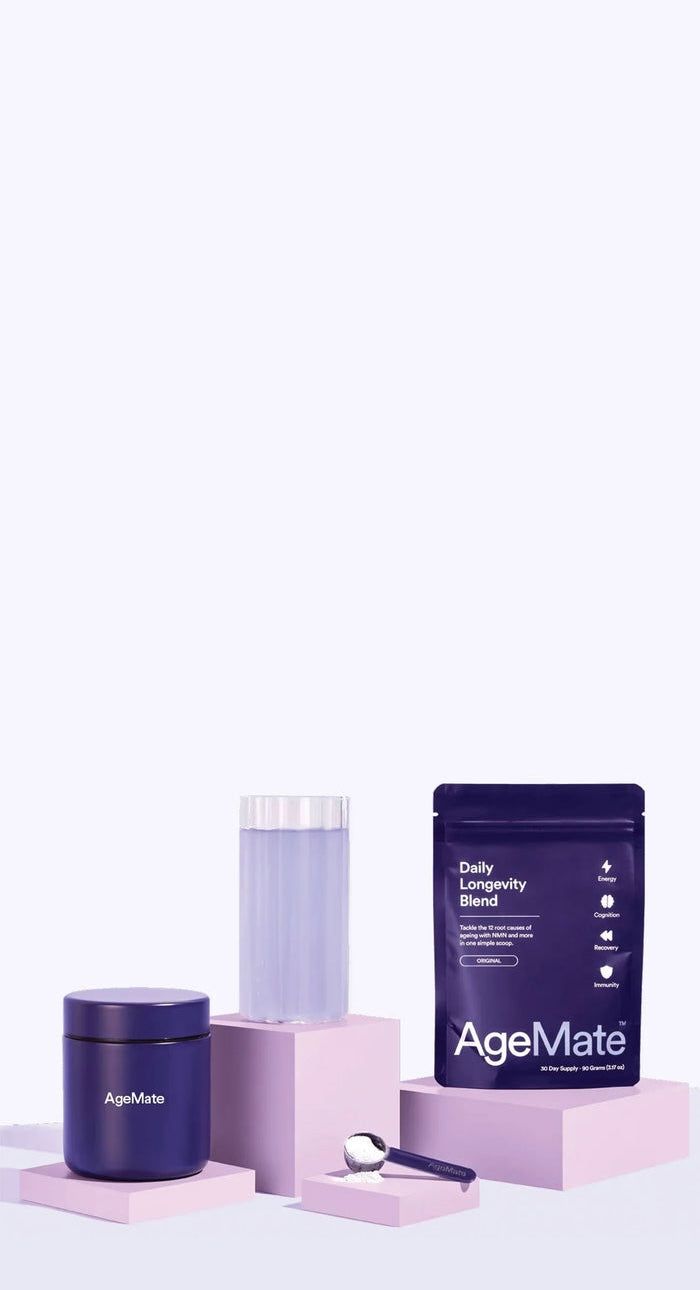 Daily
Longevity
Blend
Tackle the 12 root causes of
ageing with NMN and more
in one simple scoop.
ORIGINAL
Energy
Cognition
Recovery
Immunity
AgeMate™
30 Day Supply - 90 Grams (3.17 oz)
AgeMate
AgeMate